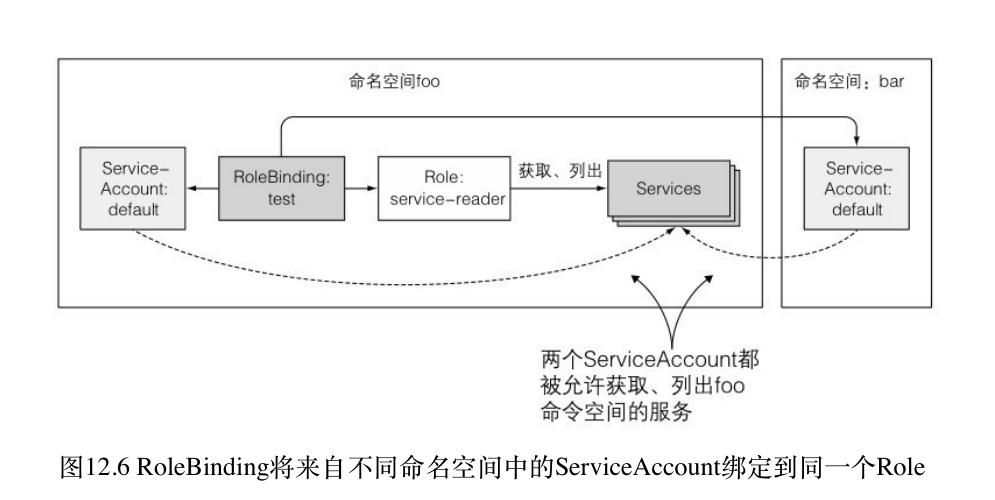 命名空间foo
命名空间：bar
Service-
Account:
default
RoleBinding:
test
Role:
service-reader
获取、列出
Services
Service-
Account:
default
两个ServiceAccount都
被允许获取、列出foo
命令空间的服务
图12.6 RoleBinding将来自不同命名空间中的ServiceAccount绑定到同一个Role